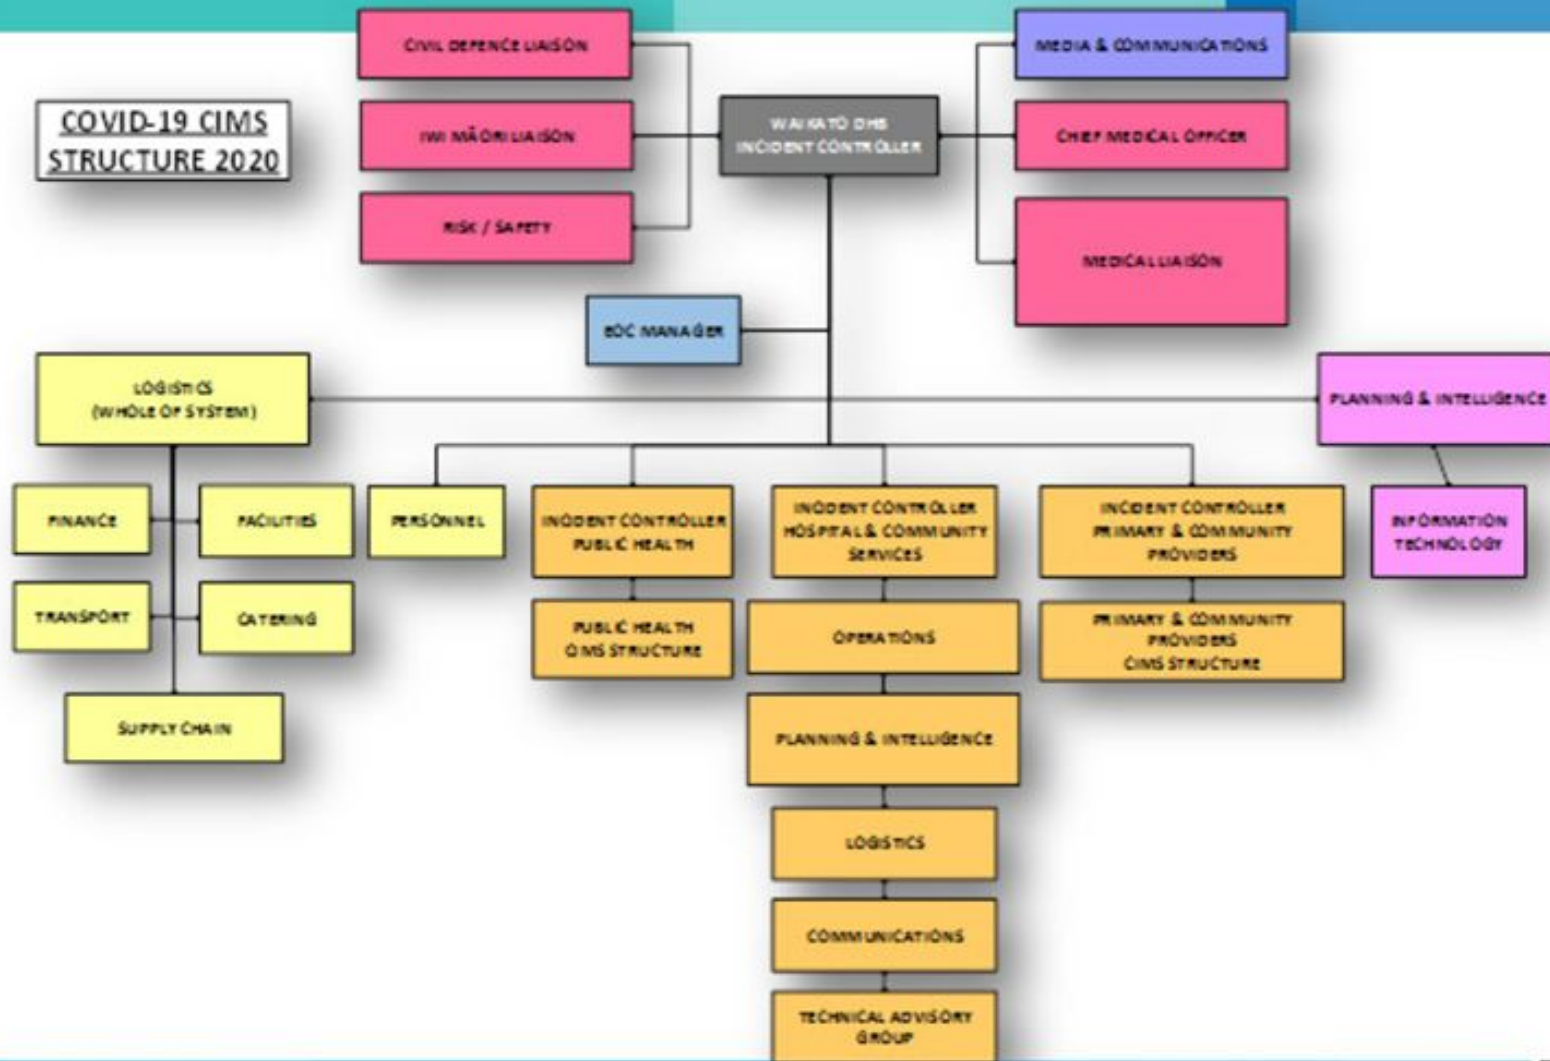 CIVIL DEFENCE LIAISON
MEDIA & COMMUNICATIONS
COVID-19 CIMS
STRUCTURE 2020
IWI MĀORI LIAISON
WAIKATO DHB
INCIDENT CONTROLLER
CHIEF MEDICAL OFFICER
RISK / SAFETY
MEDICAL LIAISON
EOC MANAGER
LOGISTICS
(WHOLE OF SYSTEM)
PLANNING & INTELLIGENCE
FINANCE
FACILITIES
PERSONNEL
INCIDENT CONTROLLER
PUBLIC HEALTH
INCIDENT CONTROLLER
HOSPITAL & COMMUNITY
SERVICES
INCIDENT CONTROLLER
PRIMARY & COMMUNITY
PROVIDERS
INFORMATION
TECHNOLOGY
TRANSPORT
CATERING
PUBLIC HEALTH
CIMS STRUCTURE
OPERATIONS
PRIMARY & COMMUNITY
PROVIDERS
CIMS STRUCTURE
SUPPLY CHAIN
PLANNING & INTELLIGENCE
LOGISTICS
COMMUNICATIONS
TECHNICAL ADVISORY
GROUP